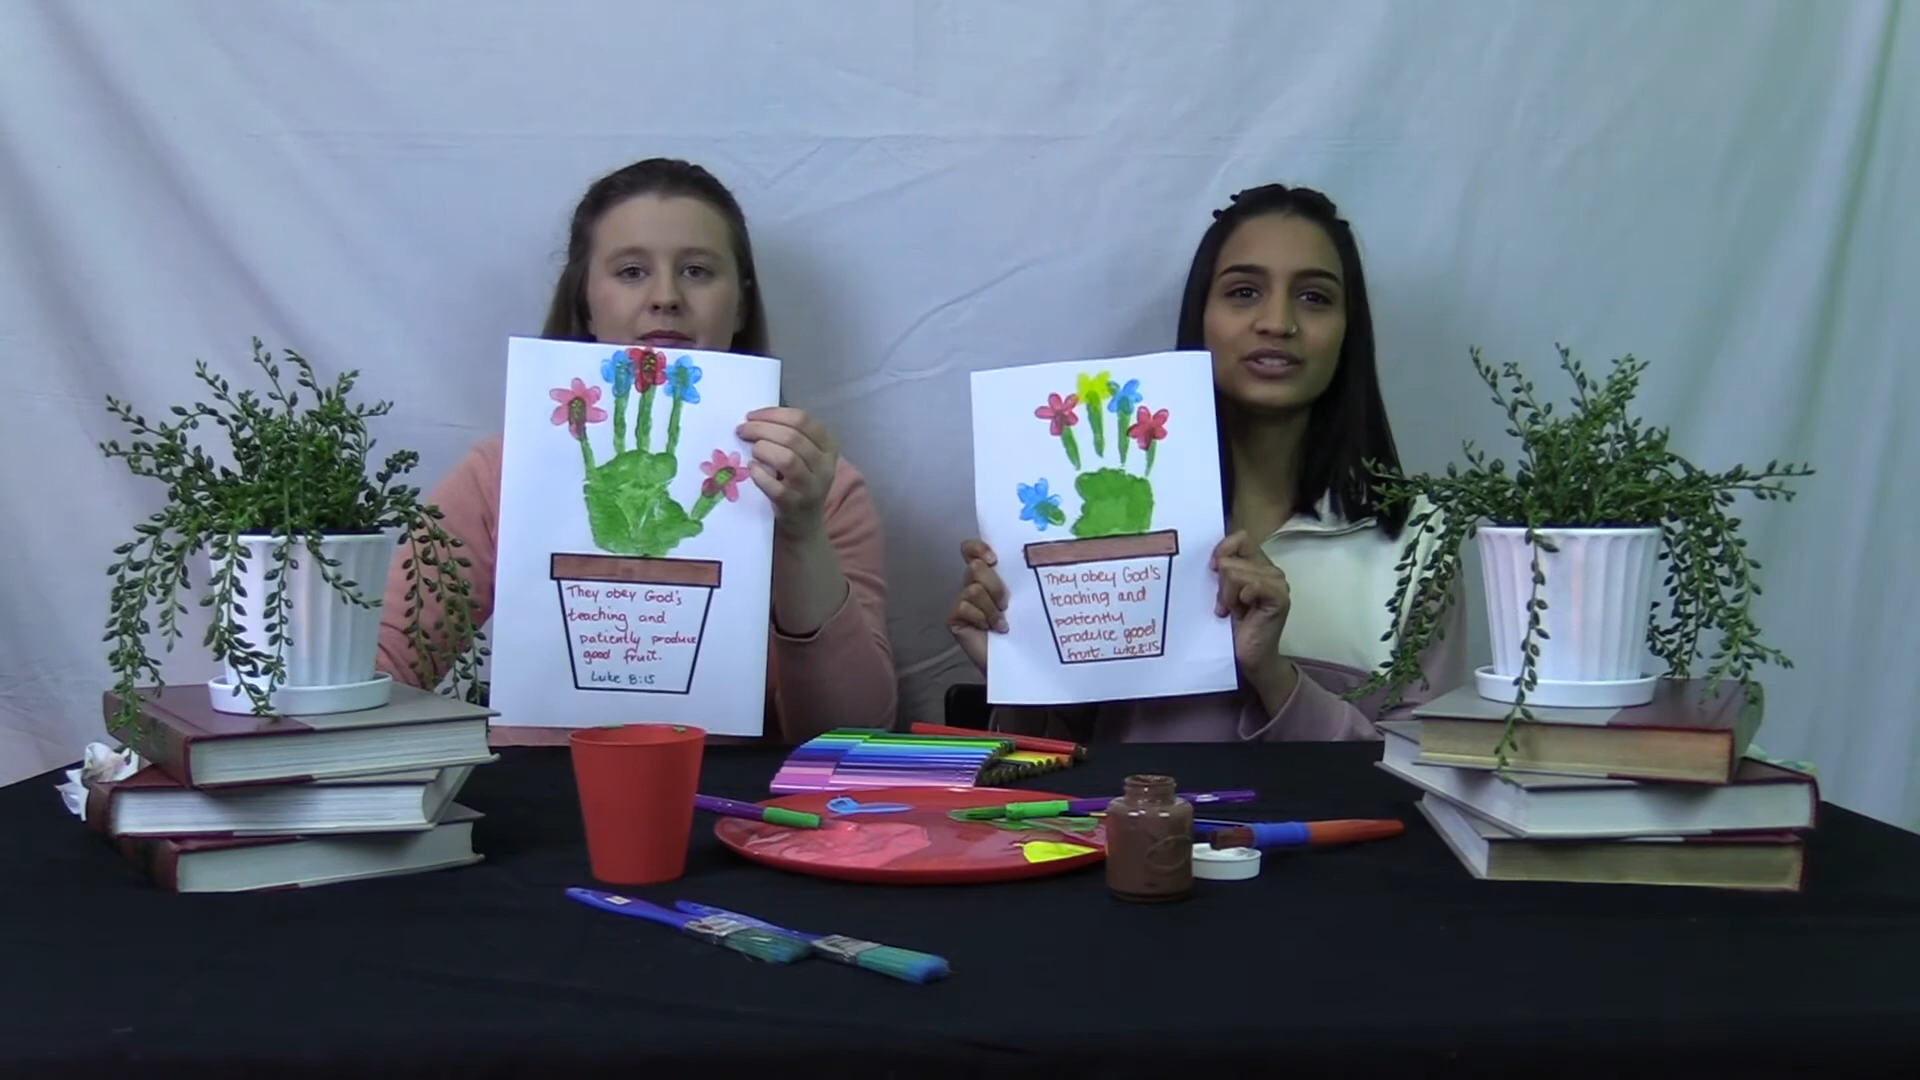 They obey God's
teaching and
patiently produce
good fruit.
Luke 8:15
They obey God's
teaching and
patiently
produce good
fruit. Luke 8:15